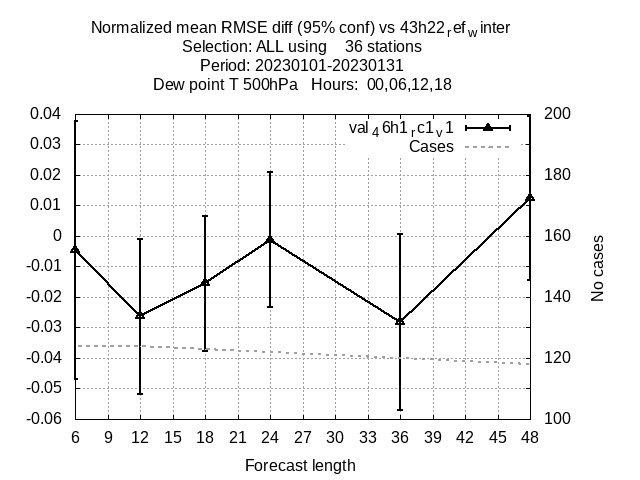 Normalized mean RMSE diff (95% conf) vs 43h22refwinter
Selection: ALL using    36 stations
Period: 20230101-20230131
Dew point T 500hPa   Hours:  00,06,12,18
val46h1rc1v1
Cases
0.04
0.03
0.02
0.01
0
-0.01
-0.02
-0.03
-0.04
-0.05
-0.06
200
180
160
140
120
100
No cases
6 9 12 15 18 21 24 27 30 33 36 39 42 45 48
Forecast length